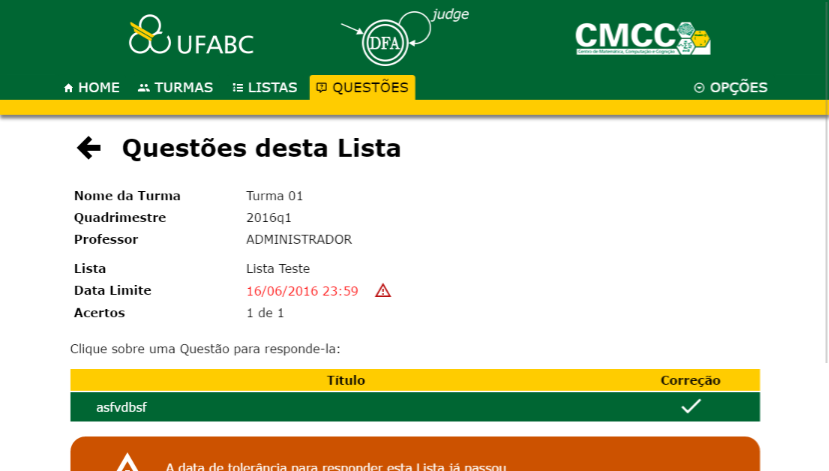 UFABC
DFA
judge
CMCC
Centro de Matemática, Computação e Cognição
HOME TURMAS LISTAS QUESTÕES OPÇÕES
Questões desta Lista
Nome da Turma Turma 01
Quadrimestre 2016q1
Professor ADMINISTRADOR
Lista Lista Teste
Data Limite 16/06/2016 23:59
Acertos 1 de 1
Clique sobre uma Questão para responde-la:
Título Correção
asfvdbsf
A data de tolerância para responder esta Lista já passou